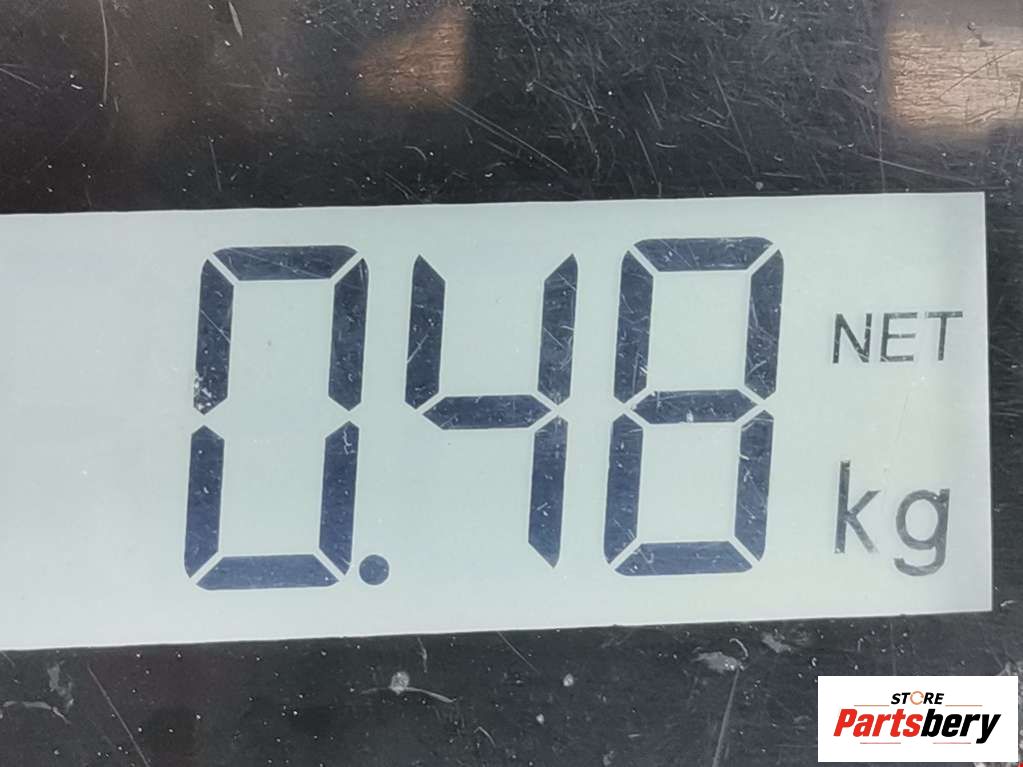 0.48 NET
kg
STORE
Partsbery